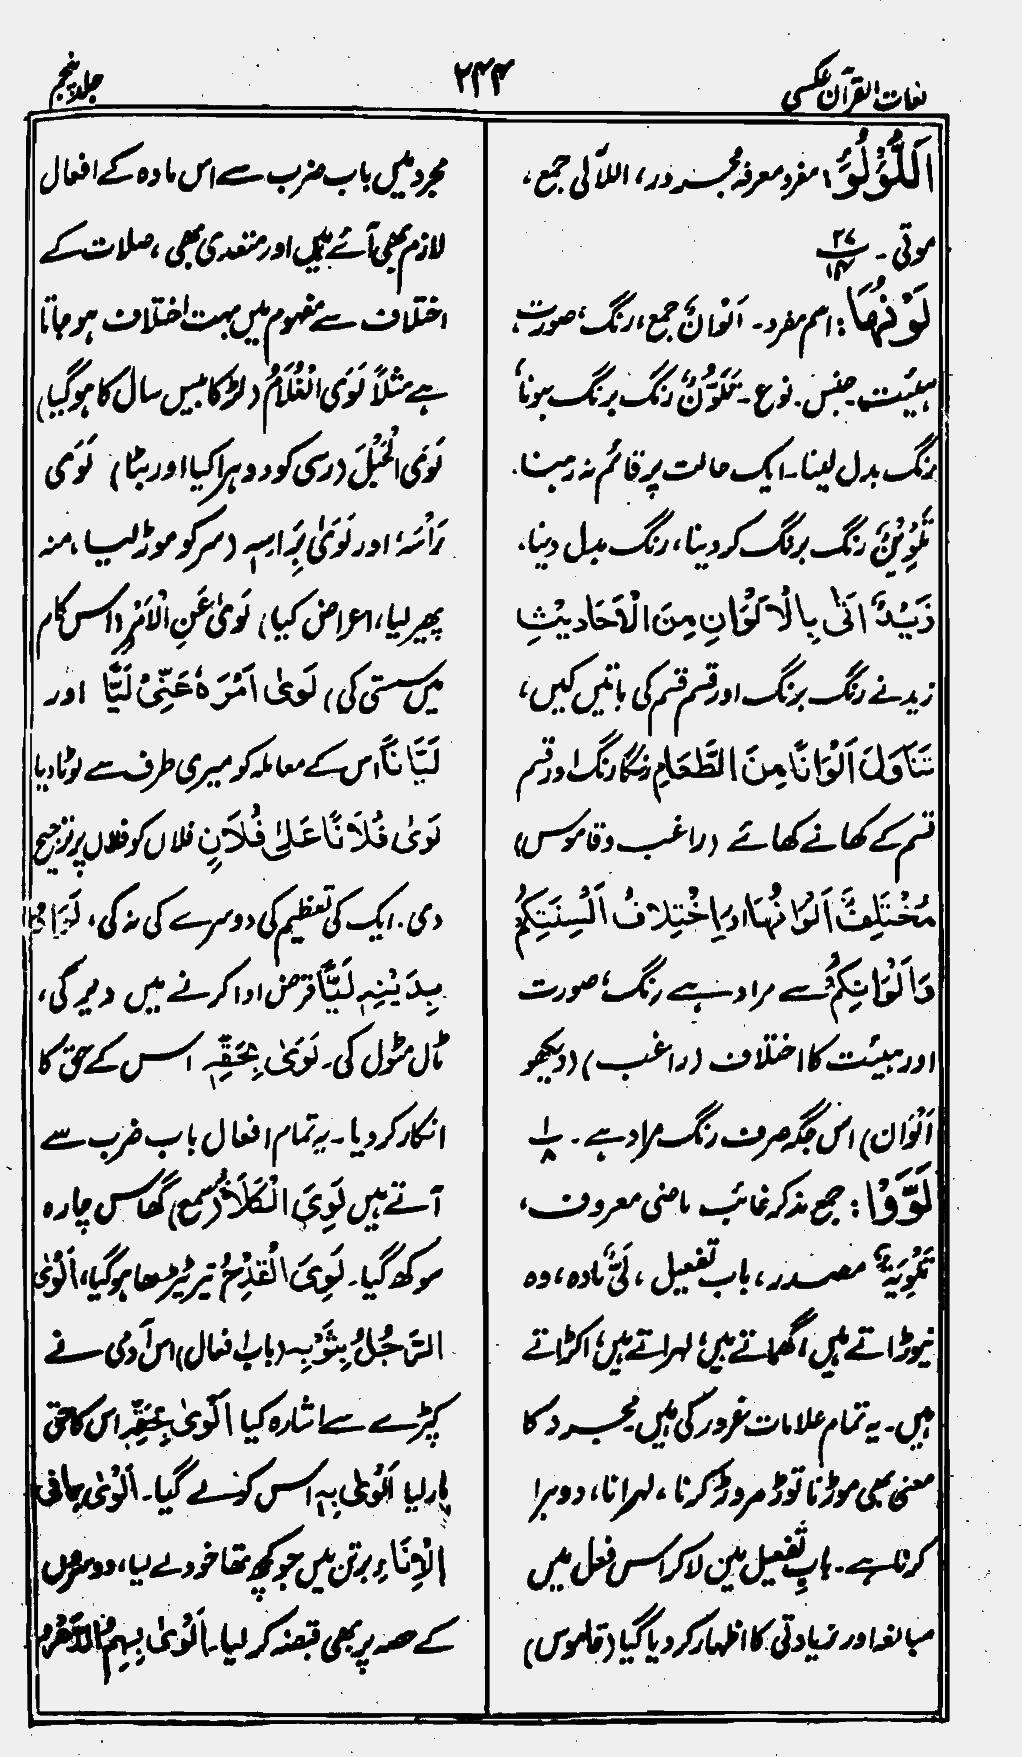 لغات القرآن عکسی
۲۴۴
جلد پنجم
اَللُّؤْلُؤُ: مفرد معرفہ مجرور، اللآلی جمع،
موتی ۔ ۲۷/۱۴
لَوْنُهَا: اسم مفرد۔ اَلْوَانٌ جمع، رنگ، صورت،
ہیئت، جنس۔ نوع۔ تَلَوُّنٌ رنگ برنگ ہونا
رنگ بدل لینا۔ ایک حالت پر قائم نہ رہنا۔
تَلْوِیْنٌ رنگ برنگ کر دینا، رنگ بدل دینا۔
زَیْدٌ اَتٰی بِالْاَلْوَانِ مِنَ الْاَحَادِیْثِ
زید نے رنگ برنگ اور قسم قسم کی باتیں کیں،
تَنَاوَلَ اَلْوَانًا مِنَ الطَّعَامِ رنگا رنگ اور قسم
قسم کے کھانے کھائے (راغب وقاموس)
مُخْتَلِفًا اَلْوَانُهَا اور اِخْتِلَافُ اَلْسِنَتِكُمْ
وَاَلْوَانِكُمْ سے مراد ہے رنگ، صورت
اور ہیئت کا اختلاف (راغب) (دیکھو
اَلْوَان) اس جگہ صرف رنگ مراد ہے۔ ۱/۸
لَوَّوْا: جمع مذکر غائب ماضی معروف،
تَلْوِیَةٌ مصدر، باب تفعیل، لَیٌّ مادہ، وہ
نیوڑاتے ہیں، گھماتے ہیں، لہراتے ہیں، اکڑاتے
ہیں۔ یہ تمام علامات غرور کی ہیں۔ مجرد کا
معنی بھی موڑنا توڑ مروڑ کرنا، لہرانا، دوہرا
کرنا ہے۔ باب تفعیل میں لاکر اس فعل میں
مبالغہ اور زیادتی کا اظہار کر دیا گیا (قاموس)
مجرد میں باب ضرب سے اس مادہ کے افعال
لازم بھی آئے ہیں اور متعدی بھی، صلات کے
اختلاف سے مفہوم میں بہت اختلاف ہو جاتا
ہے مثلاً لَوَی الْغُلَامُ (لڑکا بیس سال کا ہوگیا)
لَوَی الْحَبْلَ (رسی کو دوہرا کیا اور بٹا) لَوٰی
رَأْسَہٗ، اور لَوٰی بِرَاسِہٖ (سر کو موڑ لیا، منہ
پھیر لیا، اعراض کیا) لَوٰی عَنِ الْاَمْرِ (اس کام
میں سستی کی) لَوٰی اَمْرَہٗ عَنِّیْ لَیًّا اور
لَیَّانًا اس کے معاملہ کو میری طرف سے لوٹا دیا
لَوٰی فُلَانًا عَلٰی فُلَانٍ فلاں کو فلاں پر ترجیح
دی۔ ایک کی تعظیم کی دوسرے کی نہ کی،
بِدَیْنِہٖ لَیًّا قرض ادا کرنے میں دیر کی،
ٹال مٹول کی۔ لَوٰی بِحَقِّہٖ اس کے حق کا
انکار کر دیا۔ یہ تمام افعال باب ضرب سے
آتے ہیں لَوِیَ الْكَلَأُ (سمع) گھاس چارہ
سوکھ گیا۔ لَوِیَ الْقِدْحُ تیر ٹیڑھا ہوگیا، اَلْوٰی
الرَّجُلُ بِثَوْبِہٖ (باب افعال) اس آدمی نے
کپڑے سے اشارہ کیا اَلْوٰی بِحَقِّہٖ اس کا حق
مار لیا اَلْوٰی بِہٖ اس کو لے گیا۔ اَلْوٰی بِمَا فِی
الْاِنَاءِ برتن میں جو کچھ تھا خود لے لیا، دوسروں
کے حصہ پر بھی قبضہ کر لیا۔ اَلْوٰی بِهِمُ الدَّهْرُ